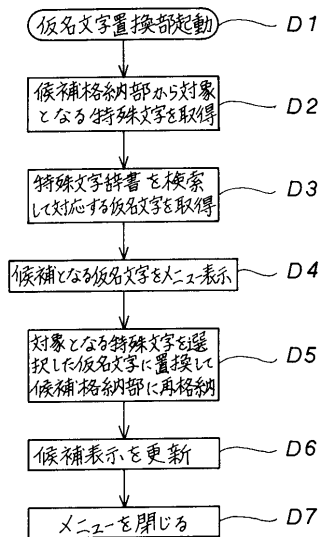 仮名文字置換部起動
D1
候補格納部から対象
となる特殊文字を取得
D2
特殊文字辞書を検索
して対応する仮名文字を取得
D3
候補となる仮名文字をメニュー表示
D4
対象となる特殊文字を選
択した仮名文字に置換して
候補格納部に再格納
D5
候補表示を更新
D6
メニューを閉じる
D7